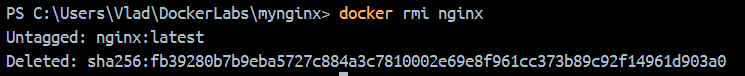 PS C:\Users\Vlad\DockerLabs\mynginx> docker rmi nginx
Untagged: nginx:latest
Deleted: sha256:fb39280b7b9eba5727c884a3c7810002e69e8f961cc373b89c92f14961d903a0